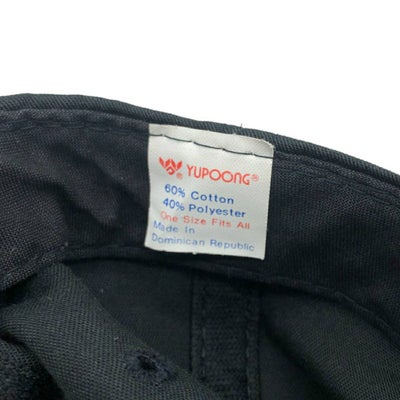 YUPOONG®
®
60% Cotton
40% Polyester
One Size Fits All
Made In
Dominican Republic